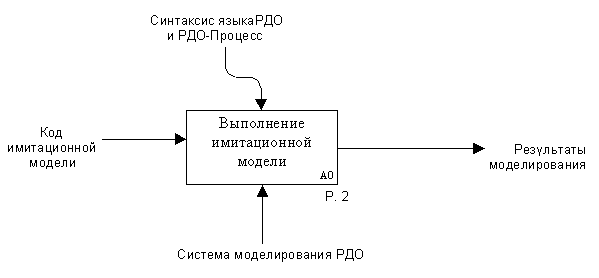 Синтаксис языкаРДО
и РДО-Процесс
Код
имитационной
модели
Выполнение
имитационной
модели
A0
P. 2
Результаты
моделирования
Система моделирования РДО